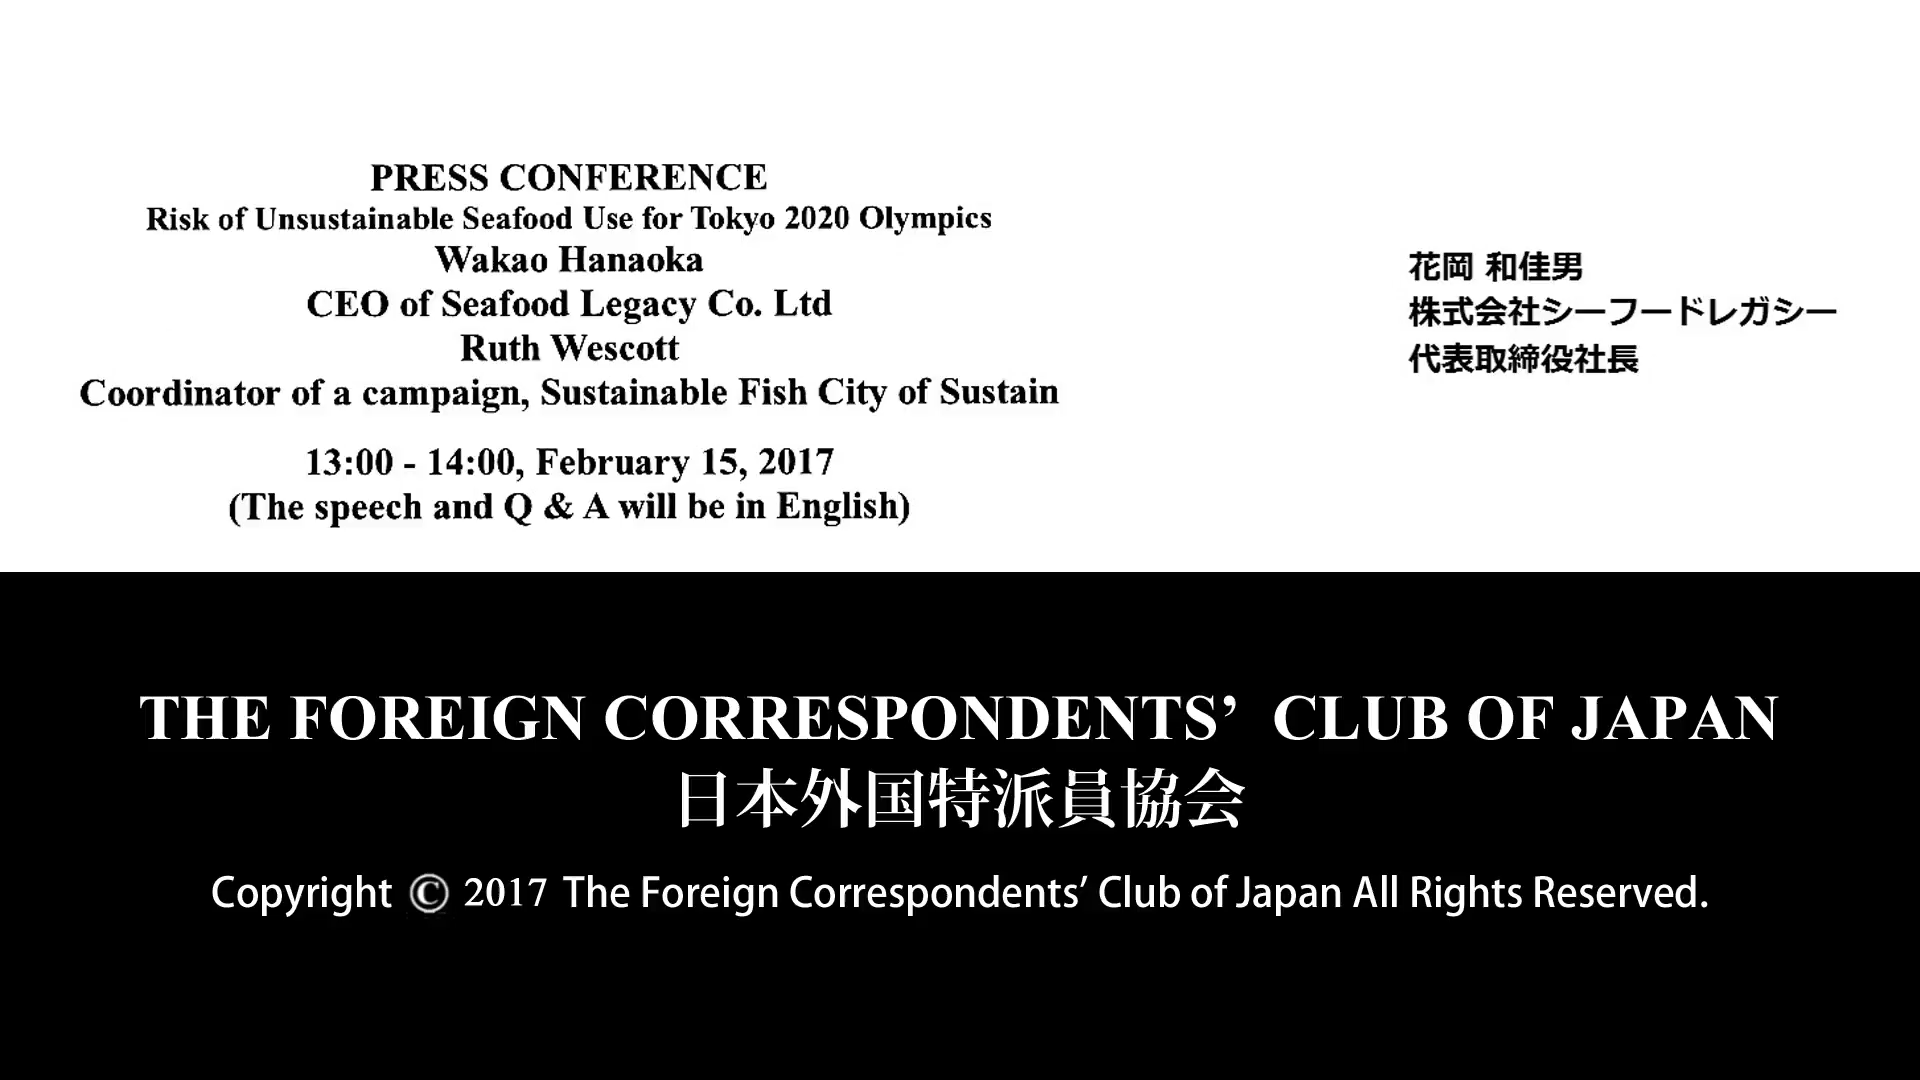 PRESS CONFERENCE
Risk of Unsustainable Seafood Use for Tokyo 2020 Olympics
Wakao Hanaoka
CEO of Seafood Legacy Co. Ltd
Ruth Wescott
Coordinator of a campaign, Sustainable Fish City of Sustain
13:00 - 14:00, February 15, 2017
(The speech and Q & A will be in English)
花岡 和佳男
株式会社シーフードレガシー
代表取締役社長
THE FOREIGN CORRESPONDENTS’ CLUB OF JAPAN
日本外国特派員協会
Copyright © 2017 The Foreign Correspondents’ Club of Japan All Rights Reserved.